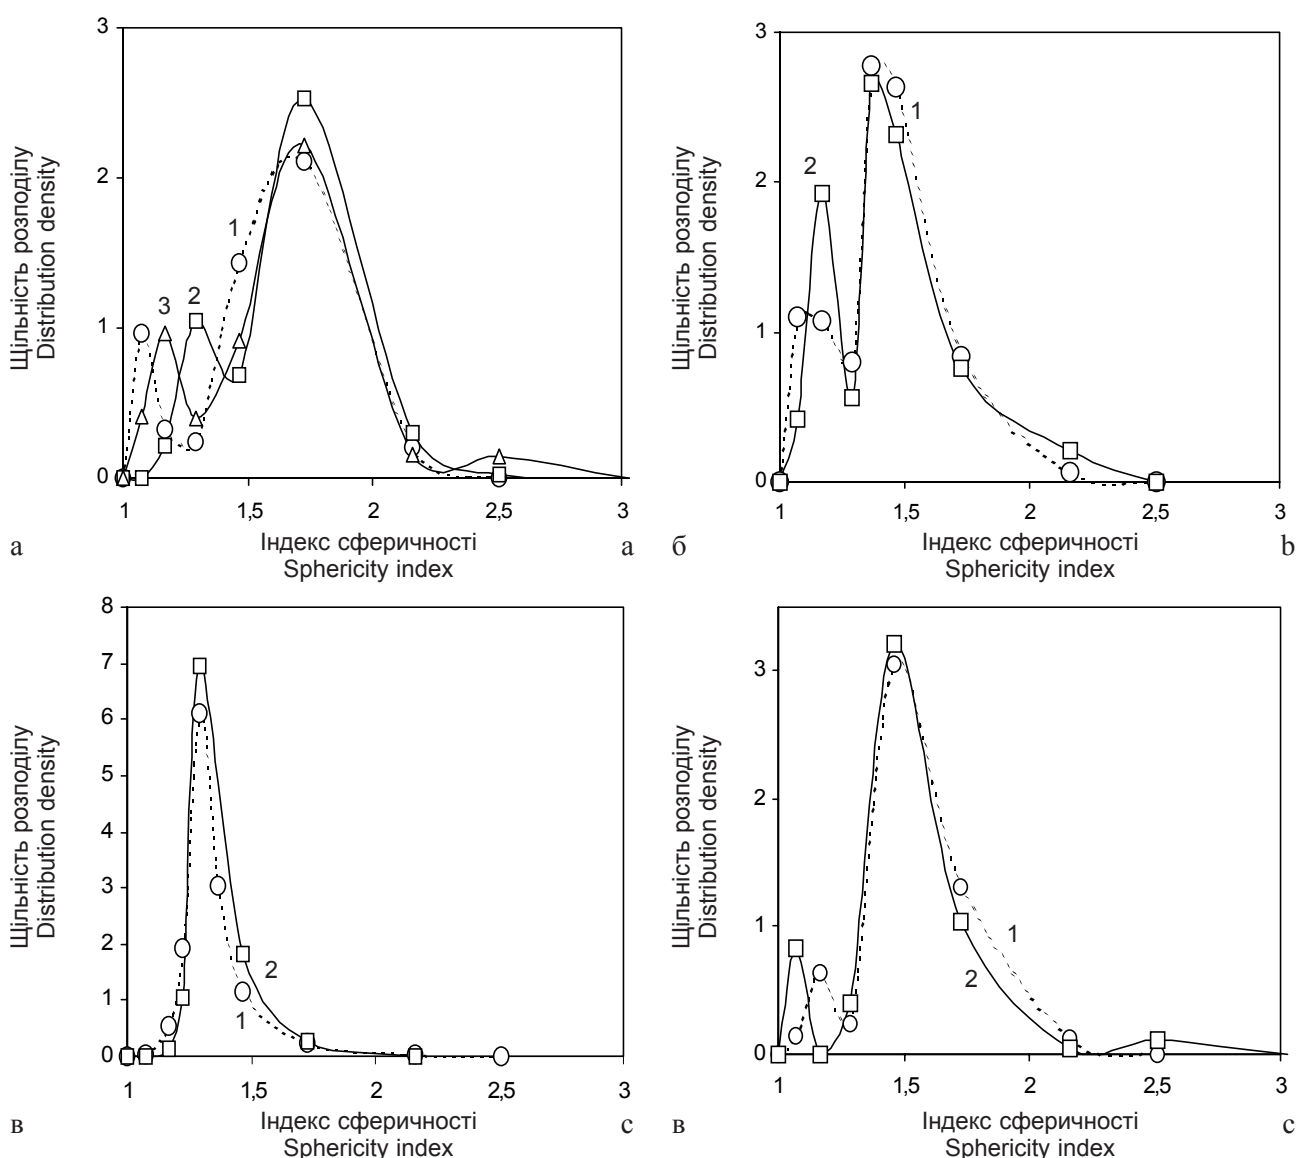 3
2
1
0
Щільність розподілу
Distribution density
1
2
3
1 1,5 2 2,5 3
Індекс сферичності
Sphericity index
а a
3
2
1
0
Щільність розподілу
Distribution density
1
2
1 1,5 2 2,5 3
Індекс сферичності
Sphericity index
б b
8
7
6
5
4
3
2
1
0
Щільність розподілу
Distribution density
2
1
1 1,5 2 2,5 3
Індекс сферичності
Sphericity index
в c
3
2
1
0
Щільність розподілу
Distribution density
1
2
1 1,5 2 2,5 3
Індекс сферичності
Sphericity index
в c